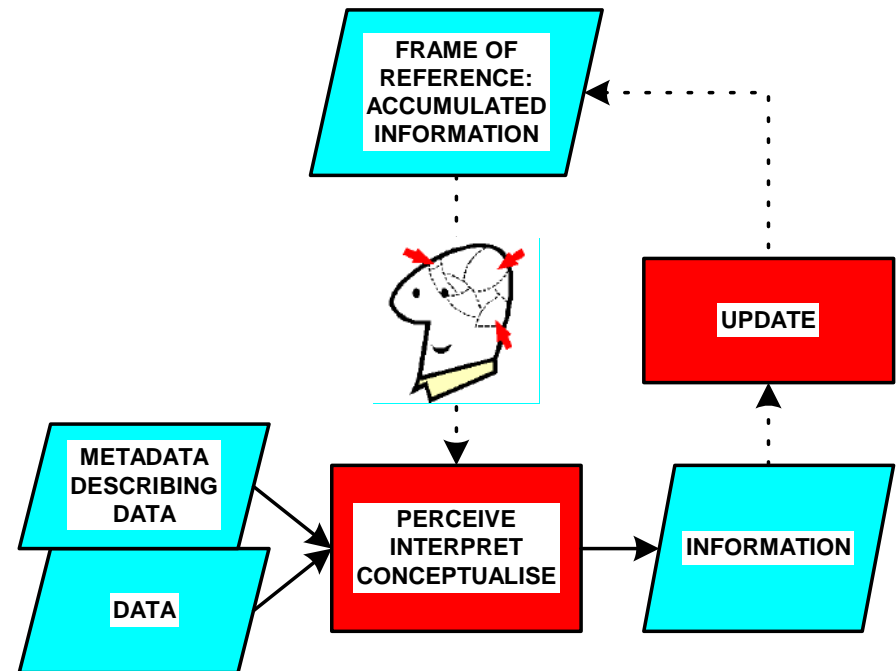 FRAME OF
REFERENCE:
ACCUMULATED
INFORMATION
UPDATE
METADATA
DESCRIBING
DATA
PERCEIVE
INTERPRET
CONCEPTUALISE
INFORMATION
DATA